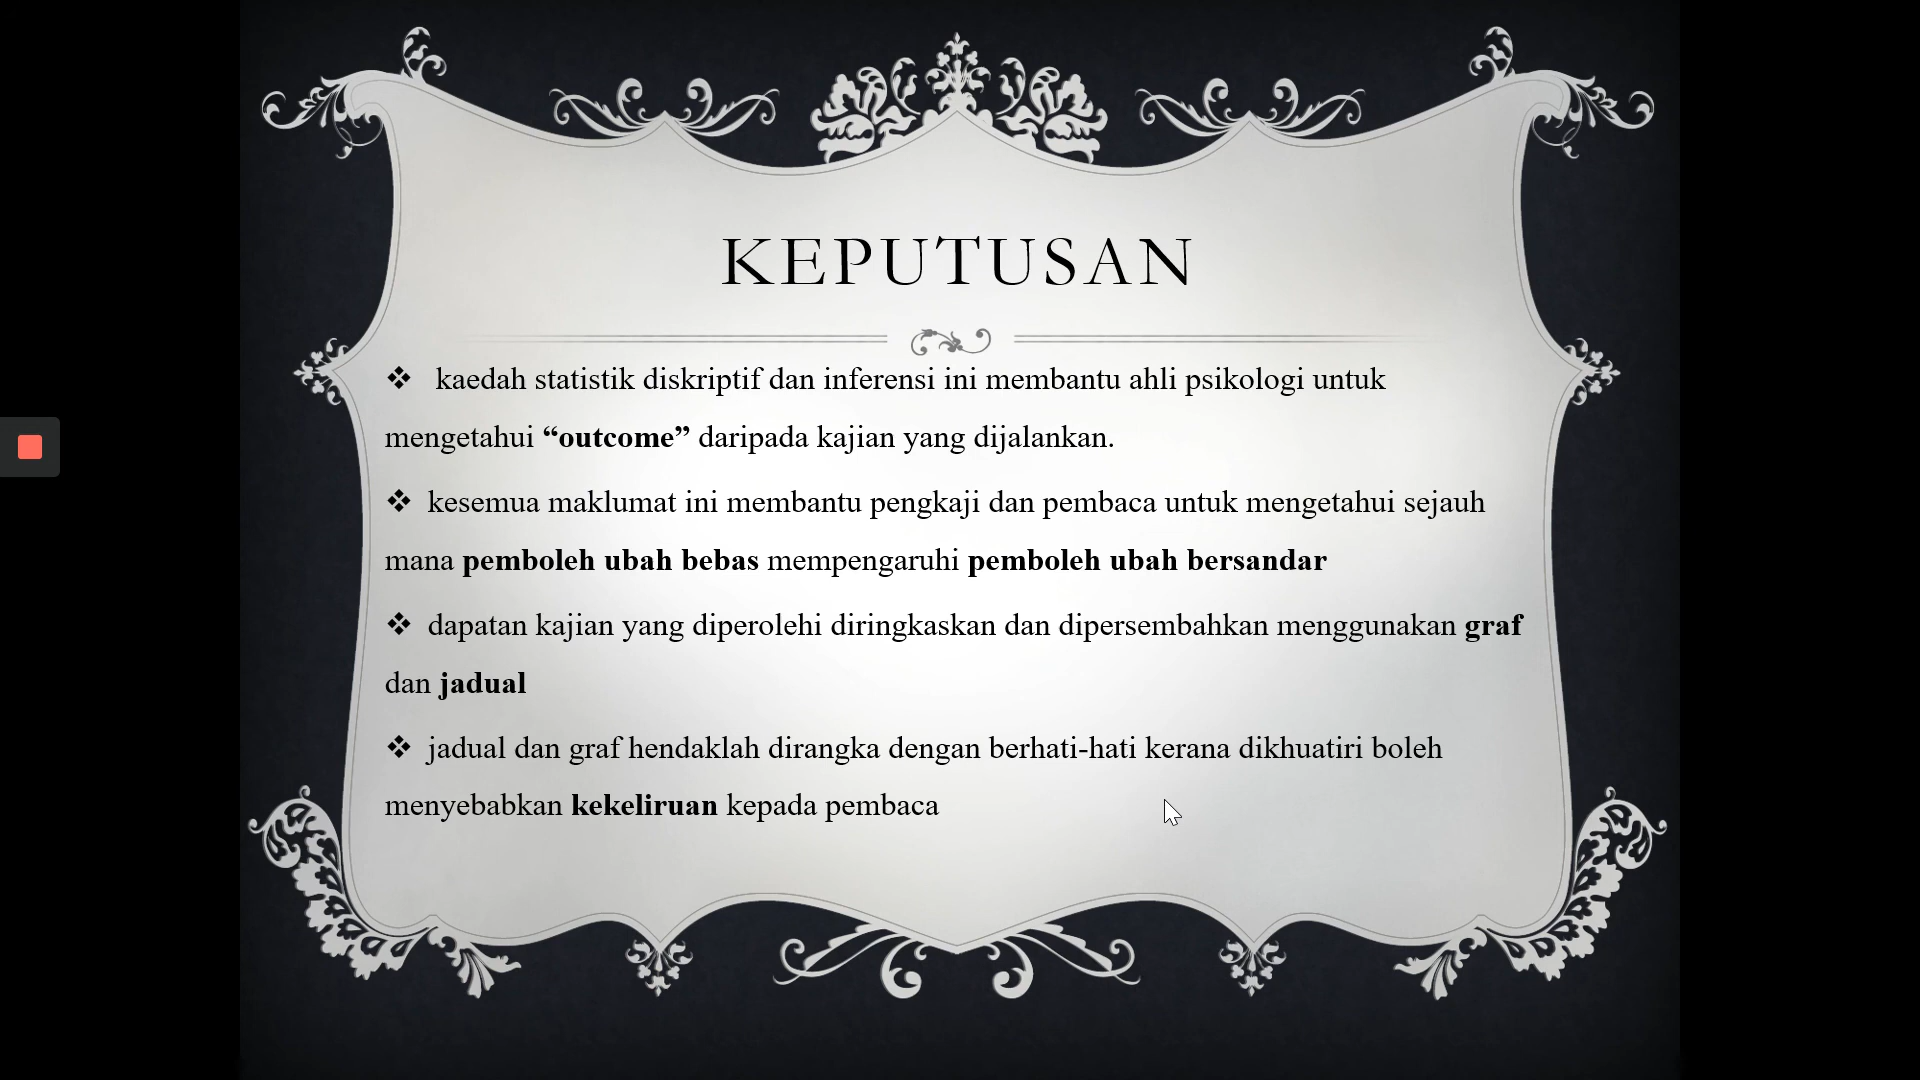 KEPUTUSAN
❖ kaedah statistik diskriptif dan inferensi ini membantu ahli psikologi untuk
mengetahui “outcome” daripada kajian yang dijalankan.
❖ kesemua maklumat ini membantu pengkaji dan pembaca untuk mengetahui sejauh
mana pemboleh ubah bebas mempengaruhi pemboleh ubah bersandar
❖ dapatan kajian yang diperolehi diringkaskan dan dipersembahkan menggunakan graf
dan jadual
❖ jadual dan graf hendaklah dirangka dengan berhati-hati kerana dikhuatiri boleh
menyebabkan kekeliruan kepada pembaca